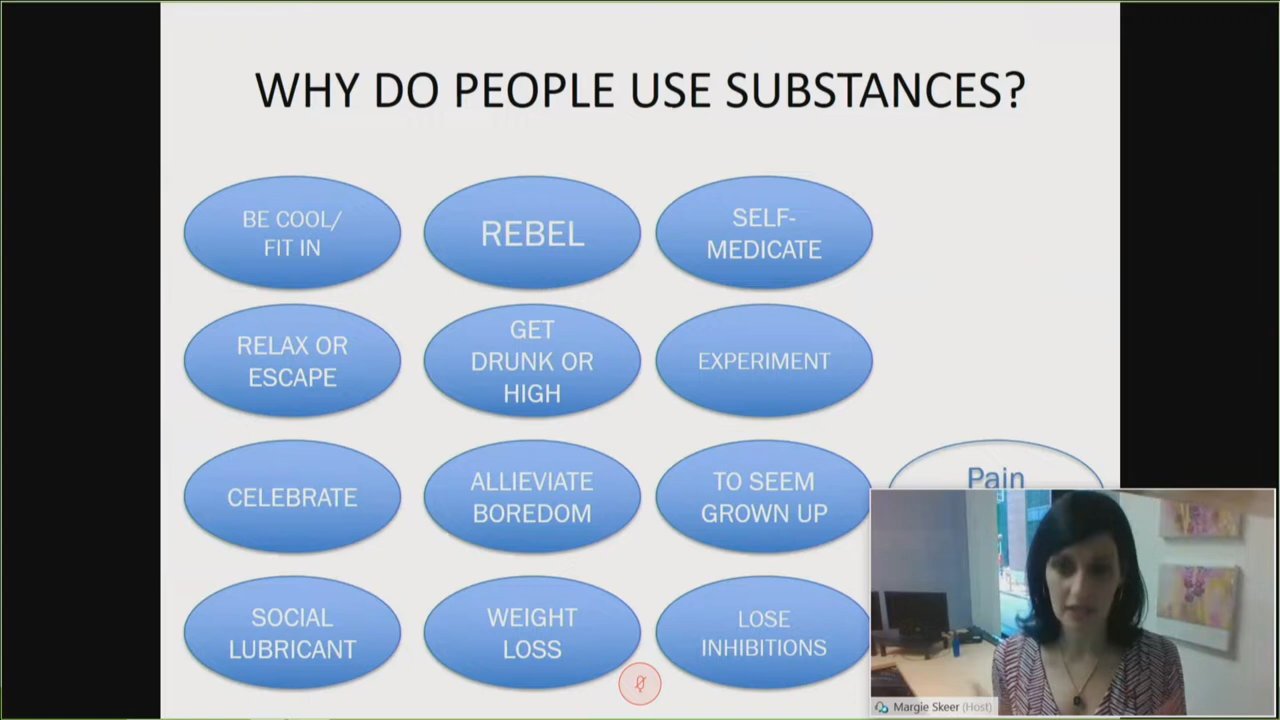 WHY DO PEOPLE USE SUBSTANCES?
BE COOL/
FIT IN
REBEL
SELF-
MEDICATE
RELAX OR
ESCAPE
GET
DRUNK OR
HIGH
EXPERIMENT
CELEBRATE
ALLIEVIATE
BOREDOM
TO SEEM
GROWN UP
Pain
SOCIAL
LUBRICANT
WEIGHT
LOSS
LOSE
INHIBITIONS
Margie Skeer (Host)